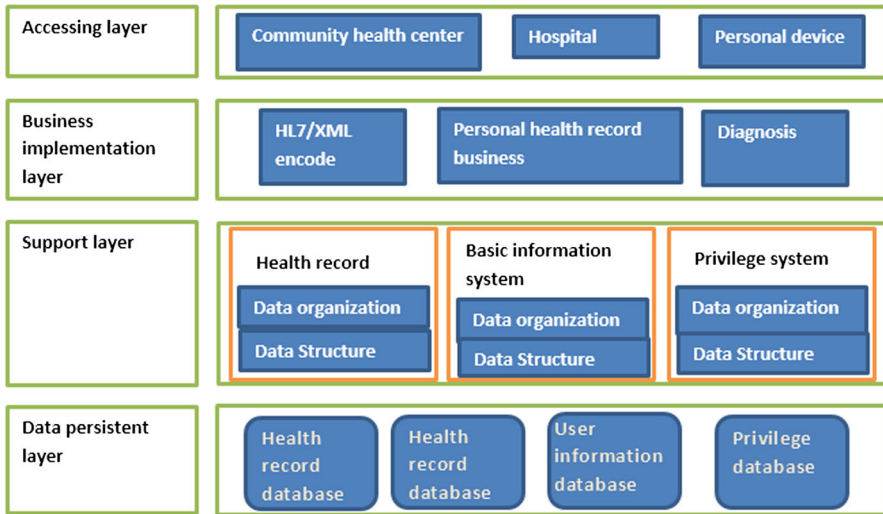 Accessing layer
Community health center
Hospital
Personal device
Business
implementation
layer
HL7/XML
encode
Personal health record
business
Diagnosis
Support layer
Health record
Data organization
Data Structure
Basic information
system
Data organization
Data Structure
Privilege system
Data organization
Data Structure
Data persistent
layer
Health
record
database
Health
record
database
User
information
database
Privilege
database